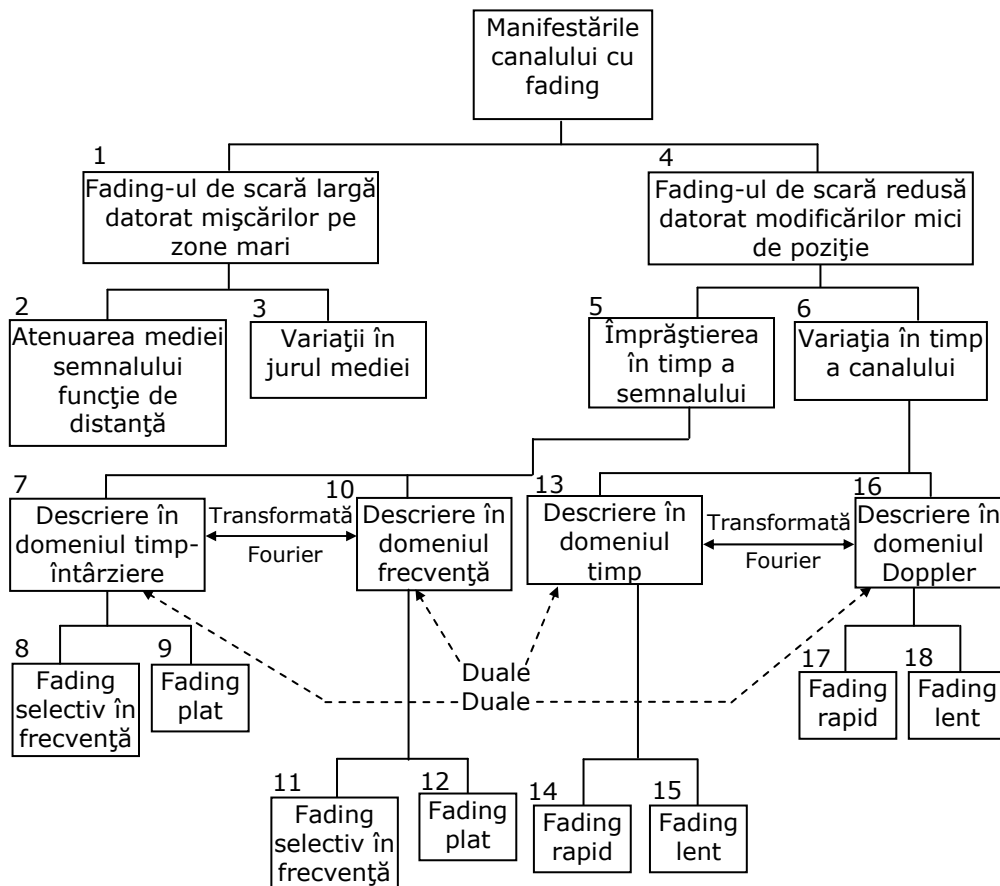 Manifestările
canalului cu
fading
1
Fading-ul de scară largă
datorat mişcărilor pe
zone mari
4
Fading-ul de scară redusă
datorat modificărilor mici
de poziţie
2
Atenuarea mediei
semnalului
funcţie de
distanţă
3
Variaţii în
jurul mediei
5
Împrăştierea
în timp a
semnalului
6
Variaţia în timp
a canalului
7
Descriere în
domeniul timp-
întârziere
Transformată
Fourier
10
Descriere în
domeniul
frecvenţă
13
Descriere în
domeniul
timp
Transformată
Fourier
16
Descriere în
domeniul
Doppler
8
Fading
selectiv în
frecvenţă
9
Fading
plat
Duale
Duale
17
Fading
rapid
18
Fading
lent
11
Fading
selectiv în
frecvenţă
12
Fading
plat
14
Fading
rapid
15
Fading
lent